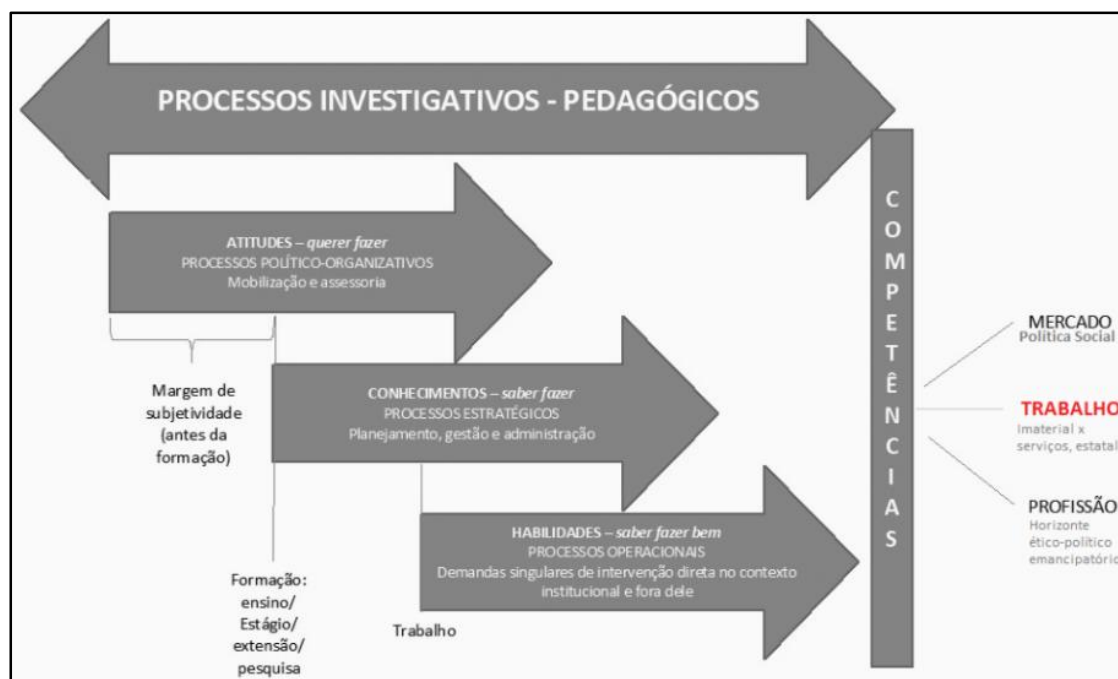 PROCESSOS INVESTIGATIVOS - PEDAGÓGICOS
ATITUDES – querer fazer
PROCESSOS POLÍTICO-ORGANIZATIVOS
Mobilização e assessoria
Margem de
subjetividade
(antes da
formação)
CONHECIMENTOS – saber fazer
PROCESSOS ESTRATÉGICOS
Planejamento, gestão e administração
Formação:
ensino/
Estágio/
extensão/
pesquisa
HABILIDADES – saber fazer bem
PROCESSOS OPERACIONAIS
Demandas singulares de intervenção direta no contexto
institucional e fora dele
Trabalho
COMPETÊNCIAS
MERCADO
Política Social
TRABALHO
Imaterial x
serviços, estatal
PROFISSÃO
Horizonte
ético-político
emancipatório